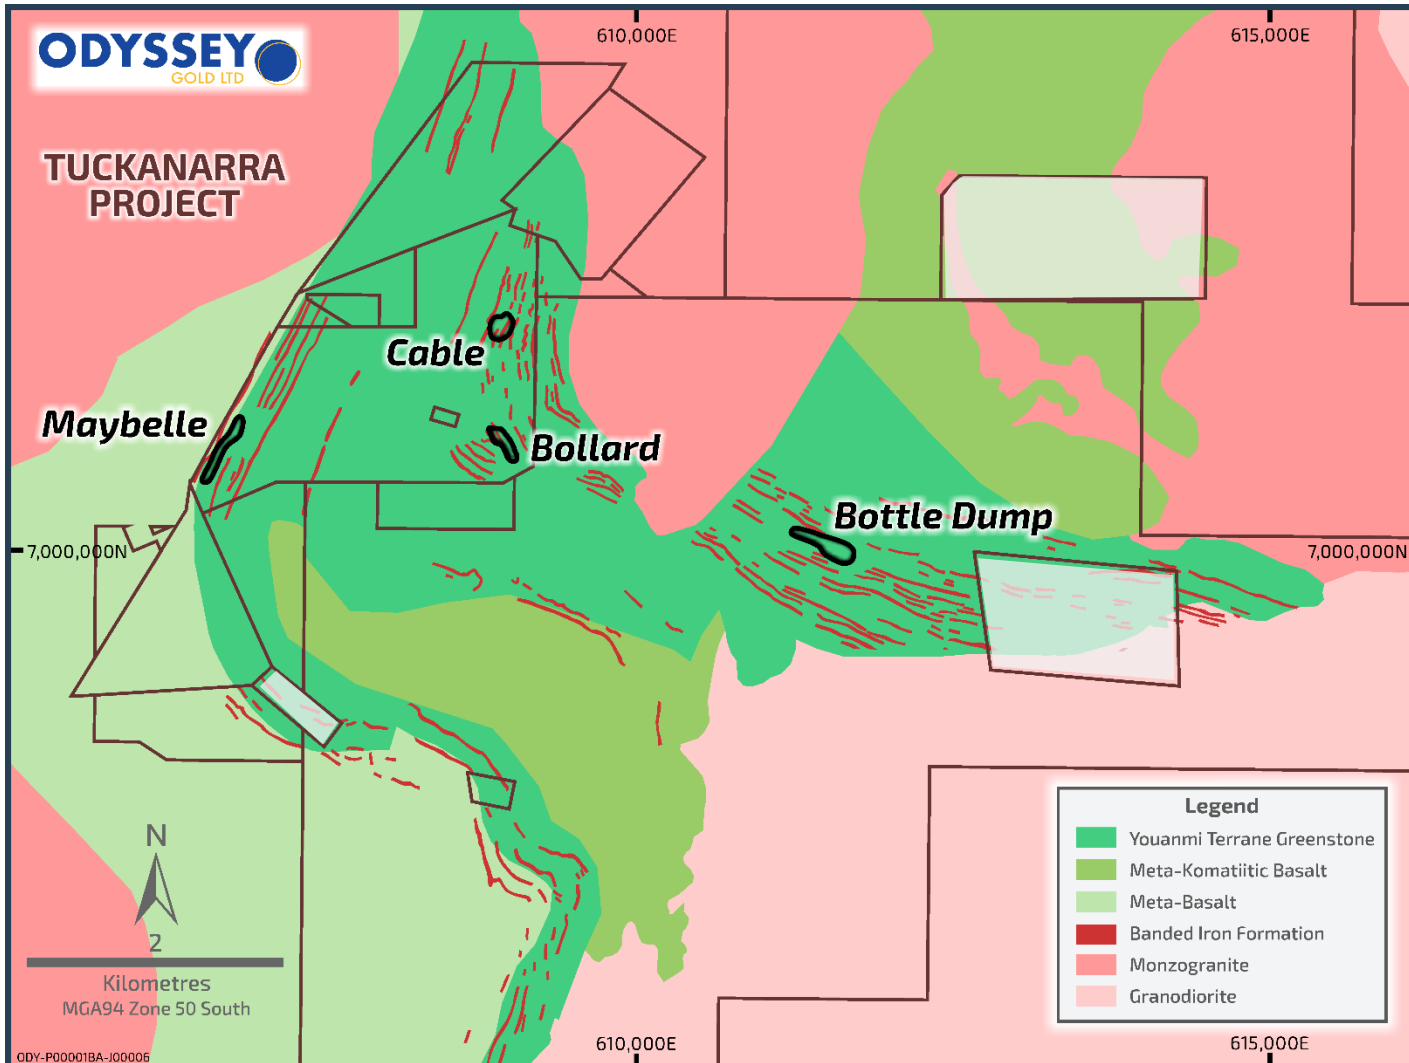 ODYSSEY
GOLD LTD
610,000E
615,000E
TUCKANARRA
PROJECT
Cable
Maybelle
Bollard
Bottle Dump
7,000,000N
7,000,000N
N
2
Kilometres
MGA94 Zone 50 South
Legend
Youanmi Terrane Greenstone
Meta-Komatiitic Basalt
Meta-Basalt
Banded Iron Formation
Monzogranite
Granodiorite
610,000E
615,000E
ODY-P00001BA-J00006